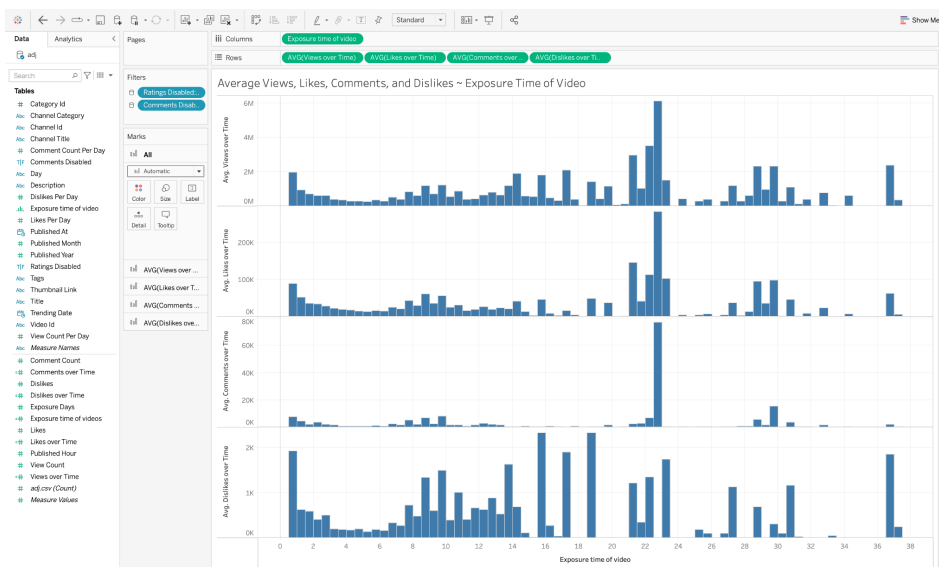 Standard
Show Me
Data Analytics
adj
Search
Tables
# Category Id
Abc Channel Category
Abc Channel Id
Abc Channel Title
# Comment Count Per Day
T|F Comments Disabled
Abc Day
Abc Description
# Dislikes Per Day
Exposure time of video
# Likes Per Day
Published At
# Published Month
# Published Year
T|F Ratings Disabled
Abc Tags
Abc Thumbnail Link
Abc Title
Trending Date
Abc Video Id
# View Count Per Day
Abc Measure Names
# Comment Count
=# Comments over Time
# Dislikes
=# Dislikes over Time
# Exposure Days
=# Exposure time of videos
# Likes
=# Likes over Time
# Published Hour
# View Count
=# Views over Time
# adj.csv (Count)
# Measure Values
Pages
Filters
Ratings Disabled:..
Comments Disab..
Marks
All
Automatic
Color Size Label
Detail Tooltip
AVG(Views over ...
AVG(Likes over T...
AVG(Comments ...
AVG(Dislikes ove...
Columns
Exposure time of video
Rows
AVG(Views over Time) AVG(Likes over Time) AVG(Comments over .. AVG(Dislikes over Ti..
Average Views, Likes, Comments, and Dislikes ~ Exposure Time of Video
Avg. Views over Time
6M
4M
2M
0M
Avg. Likes over Time
200K
100K
0K
Avg. Comments over Time
80K
60K
40K
20K
0K
Avg. Dislikes over Time
2K
1K
0K
0 2 4 6 8 10 12 14 16 18 20 22 24 26 28 30 32 34 36 38
Exposure time of video